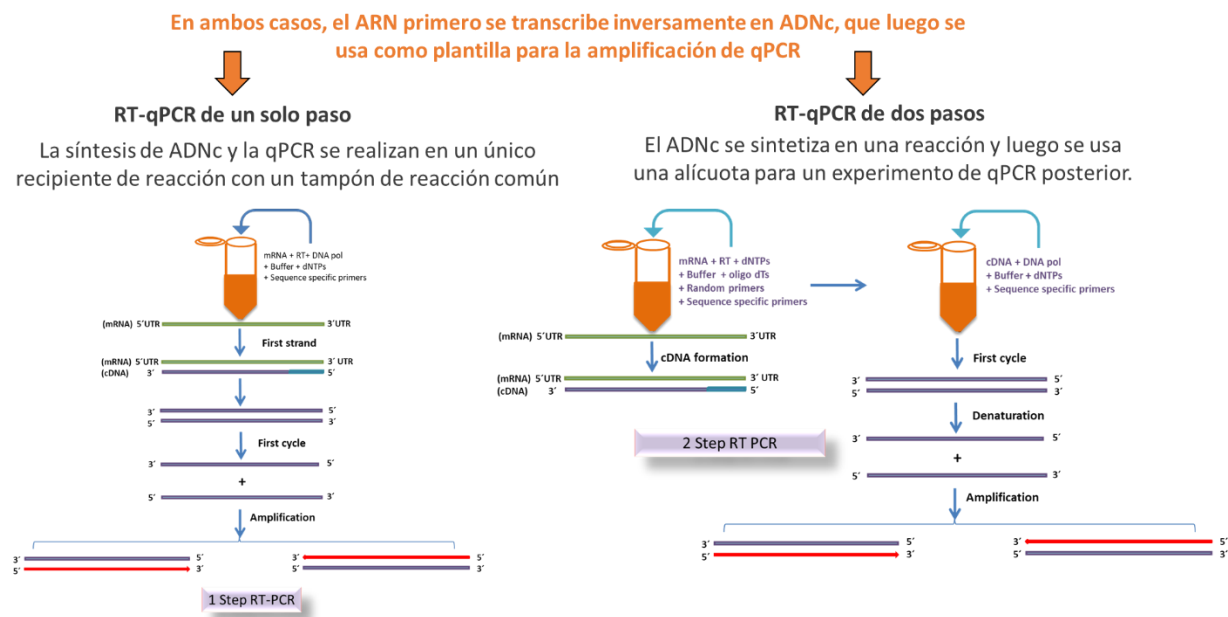 En ambos casos, el ARN primero se transcribe inversamente en ADNc, que luego se
usa como plantilla para la amplificación de qPCR
RT-qPCR de un solo paso
La síntesis de ADNc y la qPCR se realizan en un único
recipiente de reacción con un tampón de reacción común
mRNA + RT+ DNA pol
+ Buffer + dNTPs
+ Sequence specific primers
(mRNA) 5´UTR 3´UTR
First strand
(mRNA) 5´UTR 3´ UTR
(cDNA) 3´ 5´
3´ 5´
5´ 3´
First cycle
3´ 5´
+
5´ 3´
Amplification
3´ 5´
5´ 3´
3´ 5´
5´ 3´
1 Step RT-PCR
RT-qPCR de dos pasos
El ADNc se sintetiza en una reacción y luego se usa
una alícuota para un experimento de qPCR posterior.
mRNA + RT + dNTPs
+ Buffer + oligo dTs
+ Random primers
+ Sequence specific primers
(mRNA) 5´UTR 3´UTR
cDNA formation
(mRNA) 5´UTR 3´ UTR
(cDNA) 3´ 5´
2 Step RT PCR
cDNA + DNA pol
+ Buffer + dNTPs
+ Sequence specific primers
First cycle
3´ 5´
5´ 3´
Denaturation
3´ 5´
+
5´ 3´
Amplification
3´ 5´
5´ 3´
3´ 5´
5´ 3´